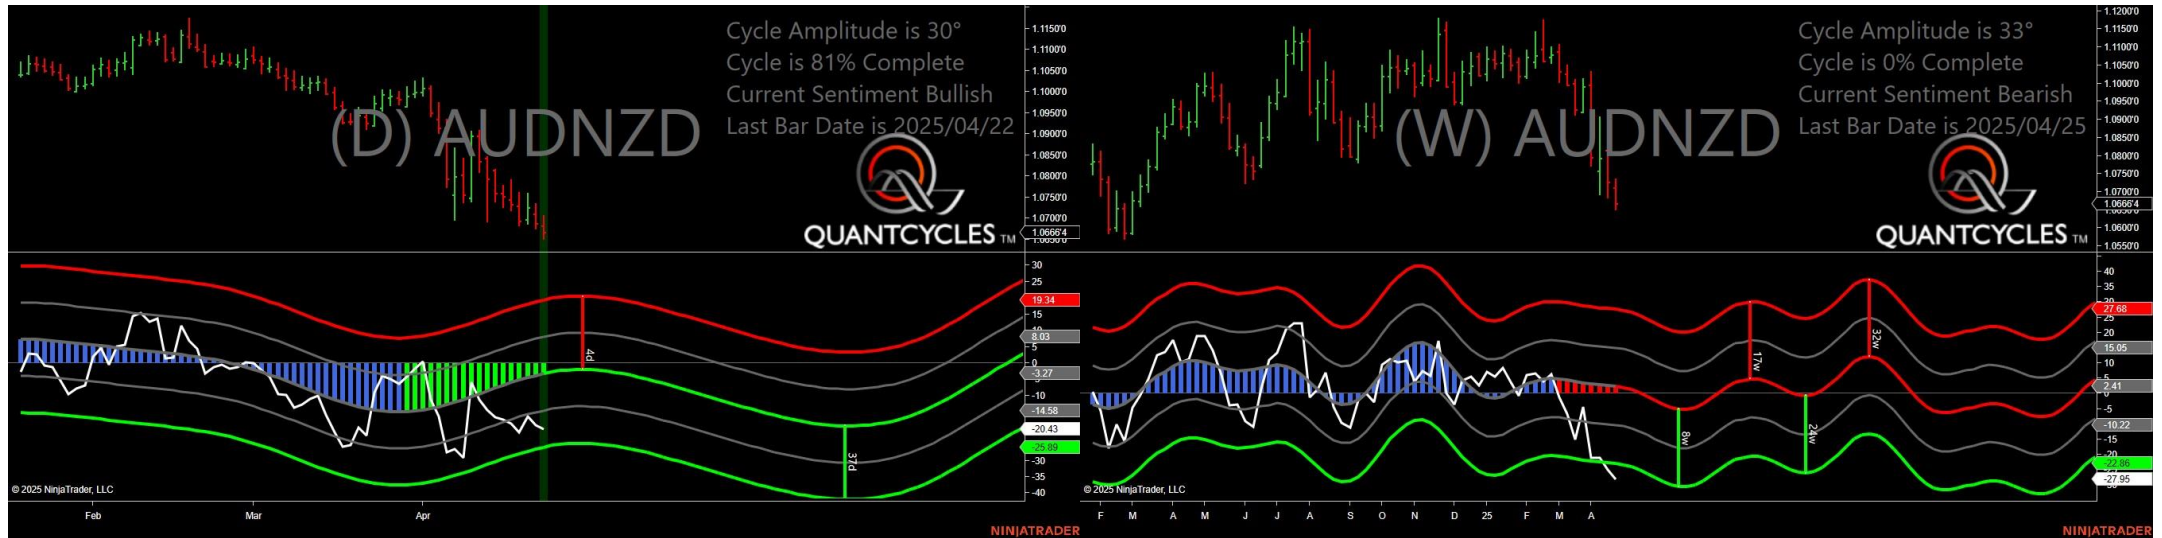 Cycle Amplitude is 30°
Cycle is 81% Complete
Current Sentiment Bullish
Last Bar Date is 2025/04/22
(D) AUDNZD
QUANTCYCLES TM
1.1150'0
1.1100'0
1.1050'0
1.1000'0
1.0950'0
1.0900'0
1.0850'0
1.0800'0
1.0750'0
1.0700'0
1.0666'4
30
25
19.34
15
8.03
5
0
-3.27
-10
-14.58
-20.43
-25.89
-30
-35
-40
4d
37d
© 2025 NinjaTrader, LLC
Feb
Mar
Apr
NINJATRADER
Cycle Amplitude is 33°
Cycle is 0% Complete
Current Sentiment Bearish
Last Bar Date is 2025/04/25
(W) AUDNZD
QUANTCYCLES TM
1.1200'0
1.1150'0
1.1100'0
1.1050'0
1.1000'0
1.0950'0
1.0900'0
1.0850'0
1.0800'0
1.0750'0
1.0700'0
1.0666'4
1.0600'0
1.0550'0
40
35
27.68
25
20
15.05
10
5
2.41
-5
-10.22
-15
-20
-22.86
-27.95
8w
17w
24w
32w
© 2025 NinjaTrader, LLC
F
M
A
M
J
J
A
S
O
N
D
25
F
M
A
NINJATRADER